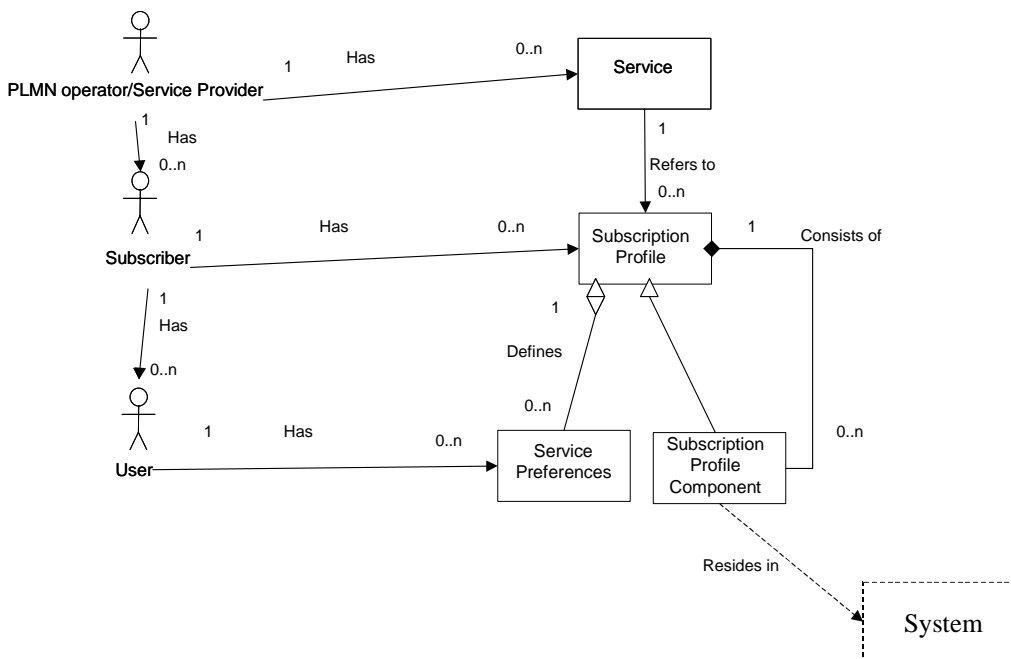 1
Has
0..n
Service
PLMN operator/Service Provider
1
Has
0..n
1
Refers to
0..n
1
Has
0..n
Subscription
Profile
1
Consists of
Subscriber
1
Has
0..n
1
Defines
0..n
1
Has
0..n
User
Service
Preferences
Subscription
Profile
Component
0..n
Resides in
System